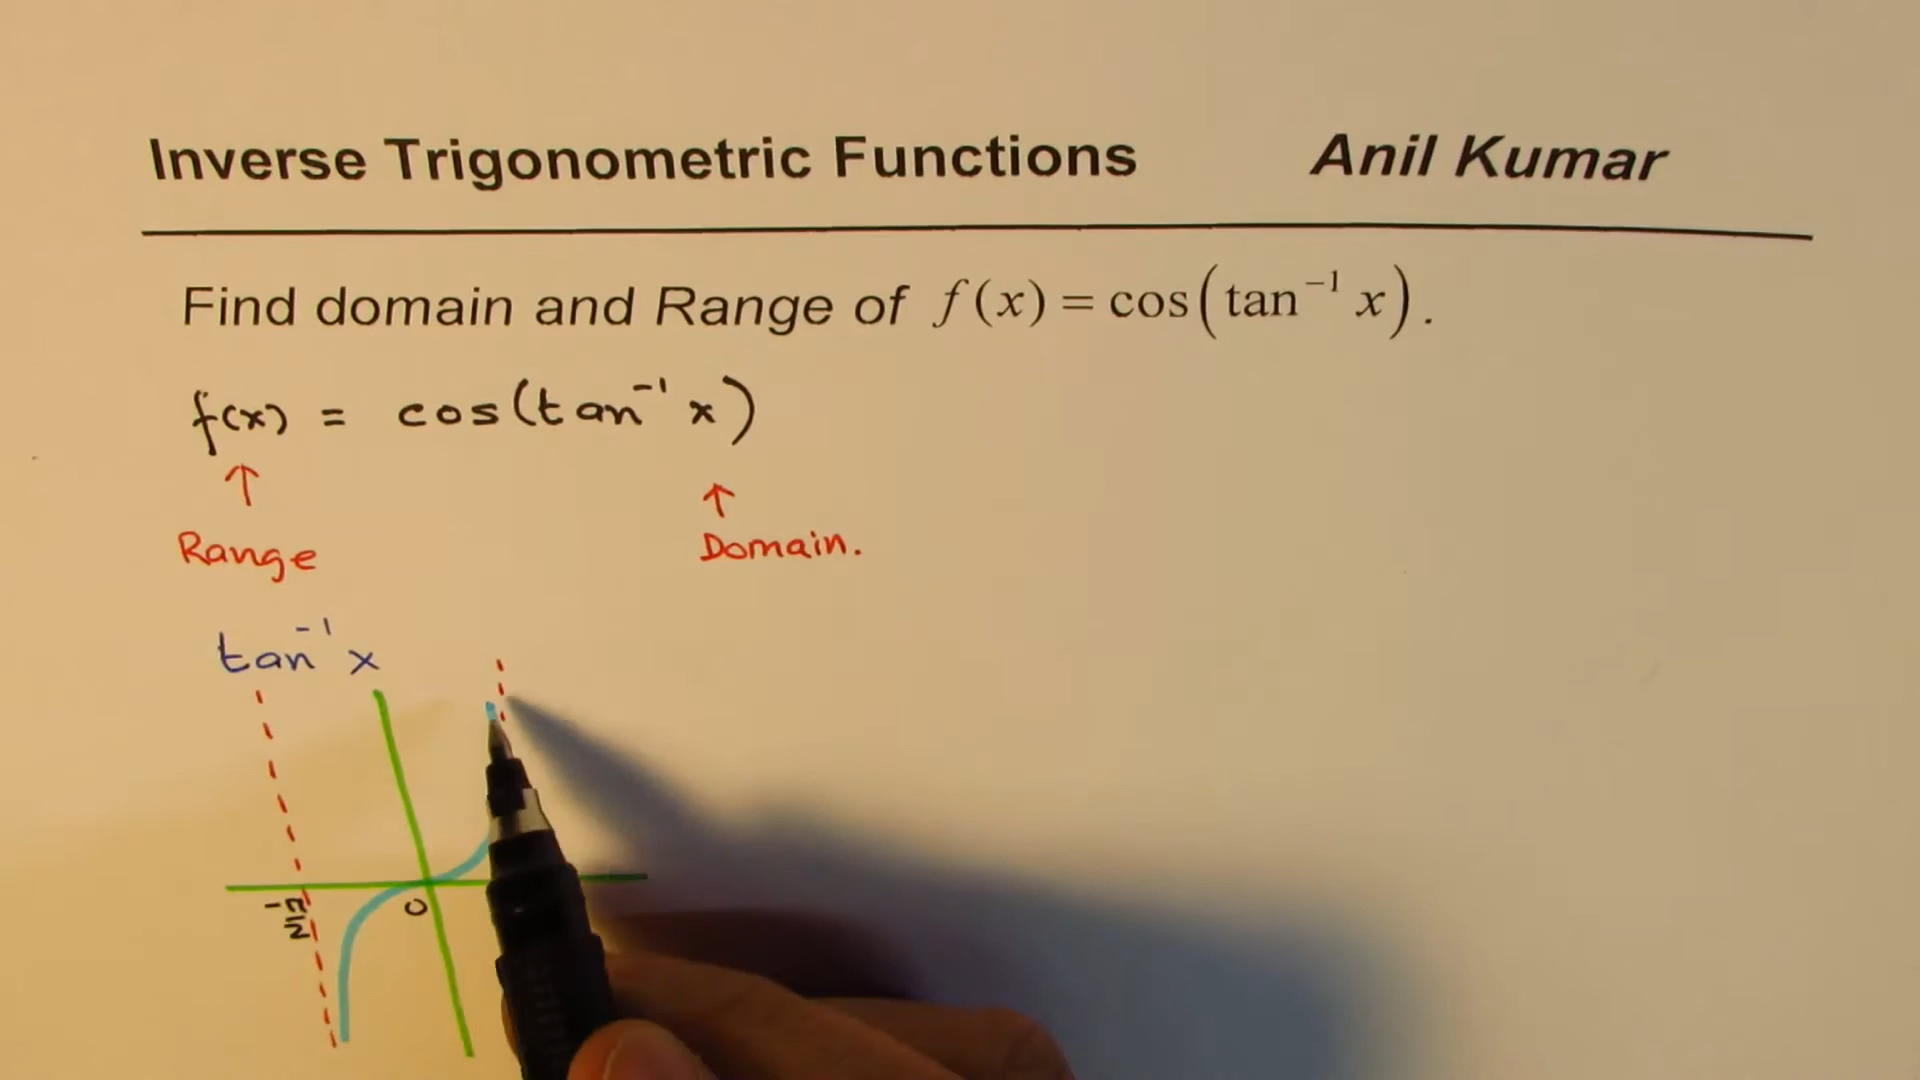 Inverse Trigonometric Functions Anil Kumar
Find domain and Range of f(x) = cos(tan⁻¹ x).
f(x) = cos(tan⁻¹ x)
↑ ↑
Range Domain.
tan⁻¹ x
-π/2 0